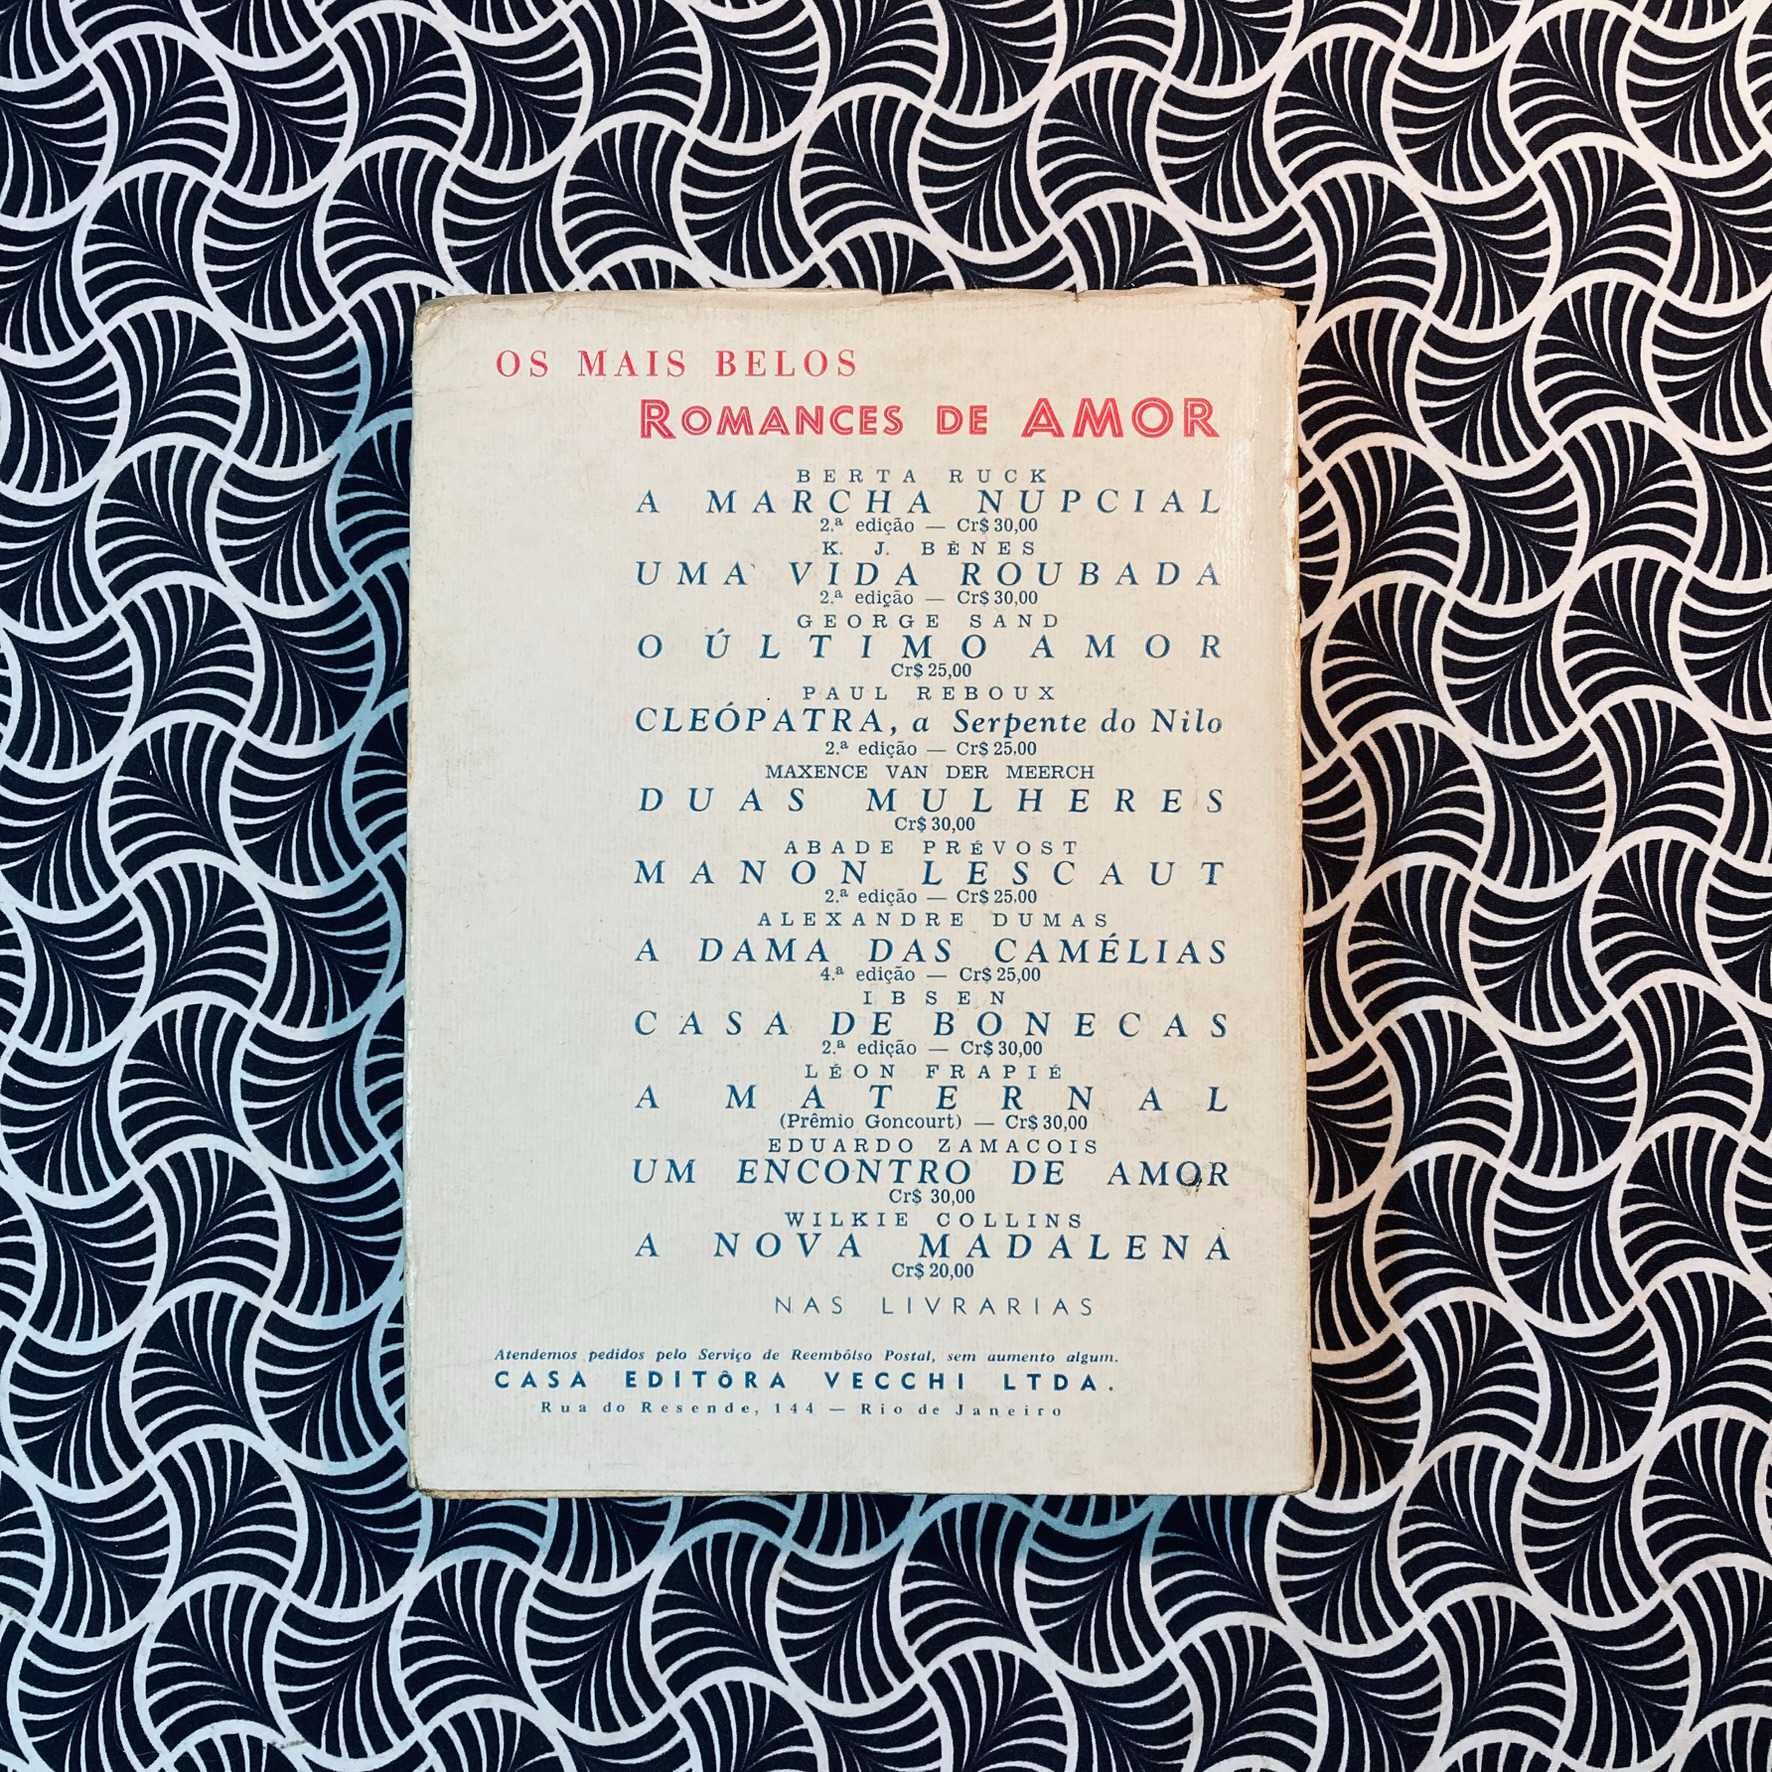 OS MAIS BELOS
ROMANCES DE AMOR
BERTA RUCK
A MARCHA NUPCIAL
2.ª edição — Cr$ 30,00
K. J. BÈNES
UMA VIDA ROUBADA
2.ª edição — Cr$ 30,00
GEORGE SAND
O ÚLTIMO AMOR
Cr$ 25,00
PAUL REBOUX
CLEÓPATRA, a Serpente do Nilo
2.ª edição — Cr$ 25.00
MAXENCE VAN DER MEERCH
DUAS MULHERES
Cr$ 30,00
ABADE PRÉVOST
MANON LESCAUT
2.ª edição — Cr$ 25.00
ALEXANDRE DUMAS
A DAMA DAS CAMÉLIAS
4.ª edição — Cr$ 25,00
IBSEN
CASA DE BONECAS
2.ª edição — Cr$ 30,00
LÉON FRAPIÉ
A MATERNAL
(Prêmio Goncourt) — Cr$ 30,00
EDUARDO ZAMACOIS
UM ENCONTRO DE AMOR
Cr$ 30,00
WILKIE COLLINS
A NOVA MADALENA
Cr$ 20,00
NAS LIVRARIAS
Atendemos pedidos pelo Serviço de Reembôlso Postal, sem aumento algum.
CASA EDITÔRA VECCHI LTDA.
Rua do Resende, 144 — Rio de Janeiro